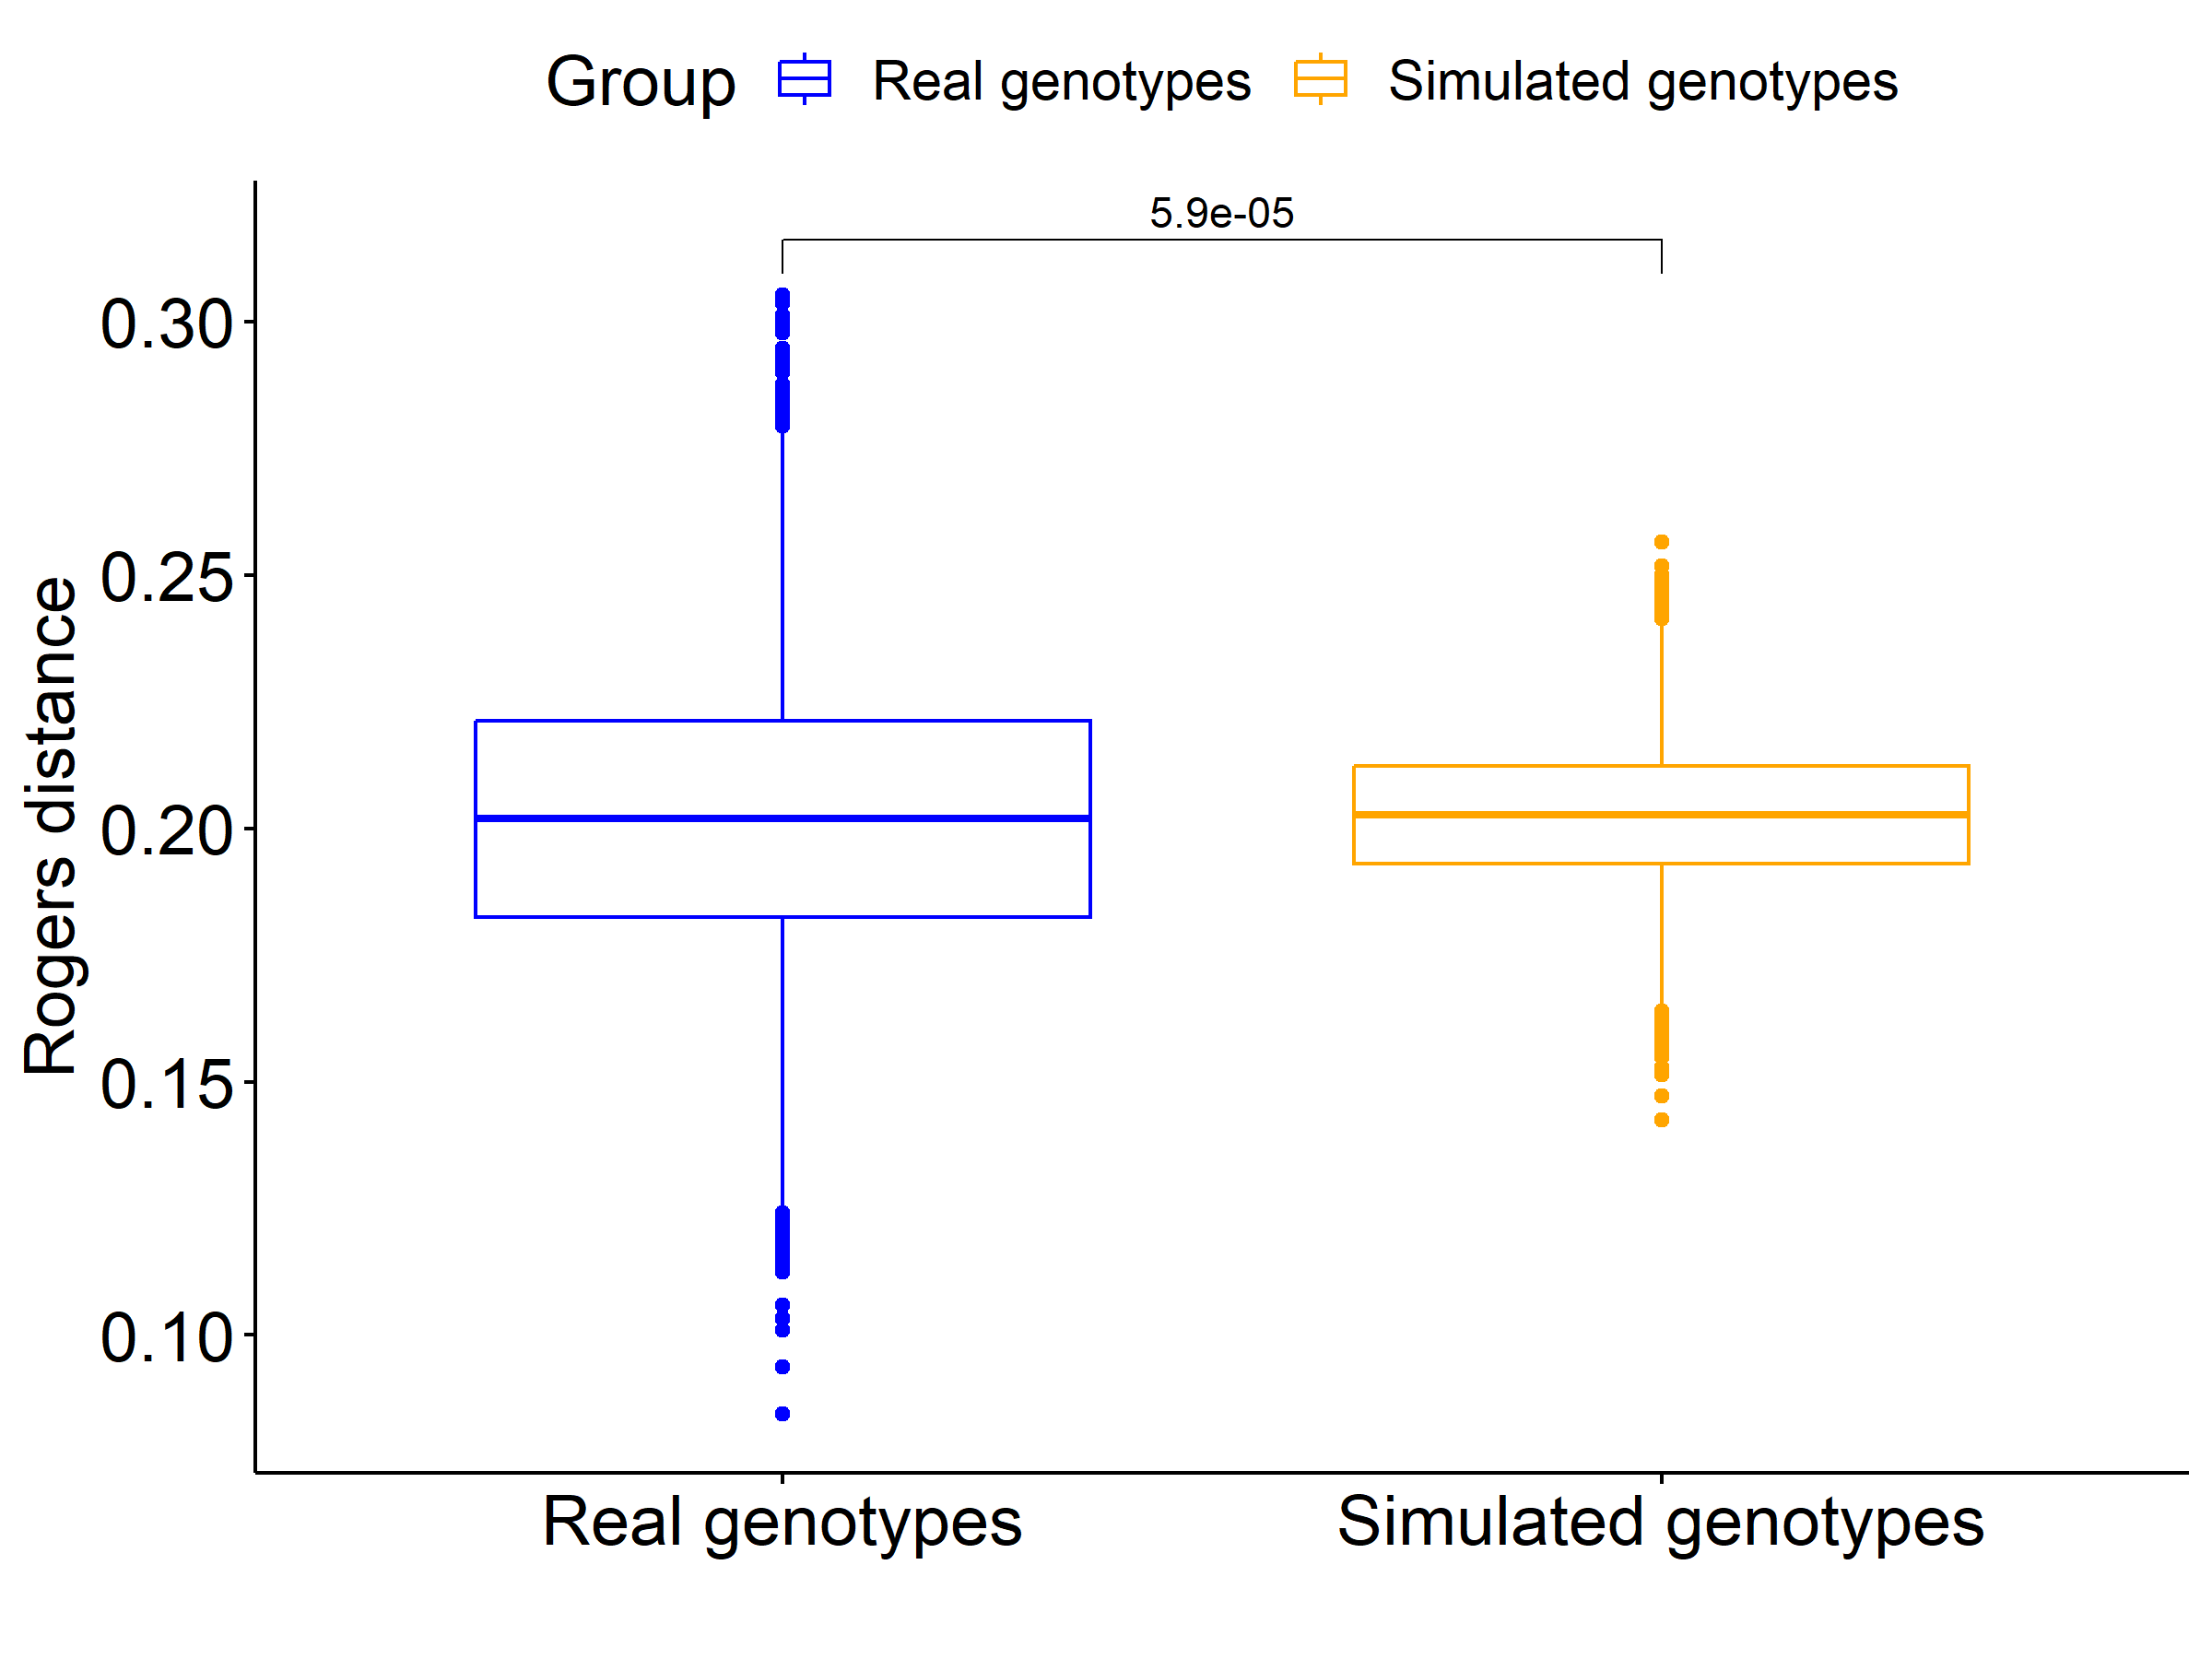 Group Real genotypes Simulated genotypes
5.9e-05
0.30
0.25
0.20
0.15
0.10
Rogers distance
Real genotypes Simulated genotypes